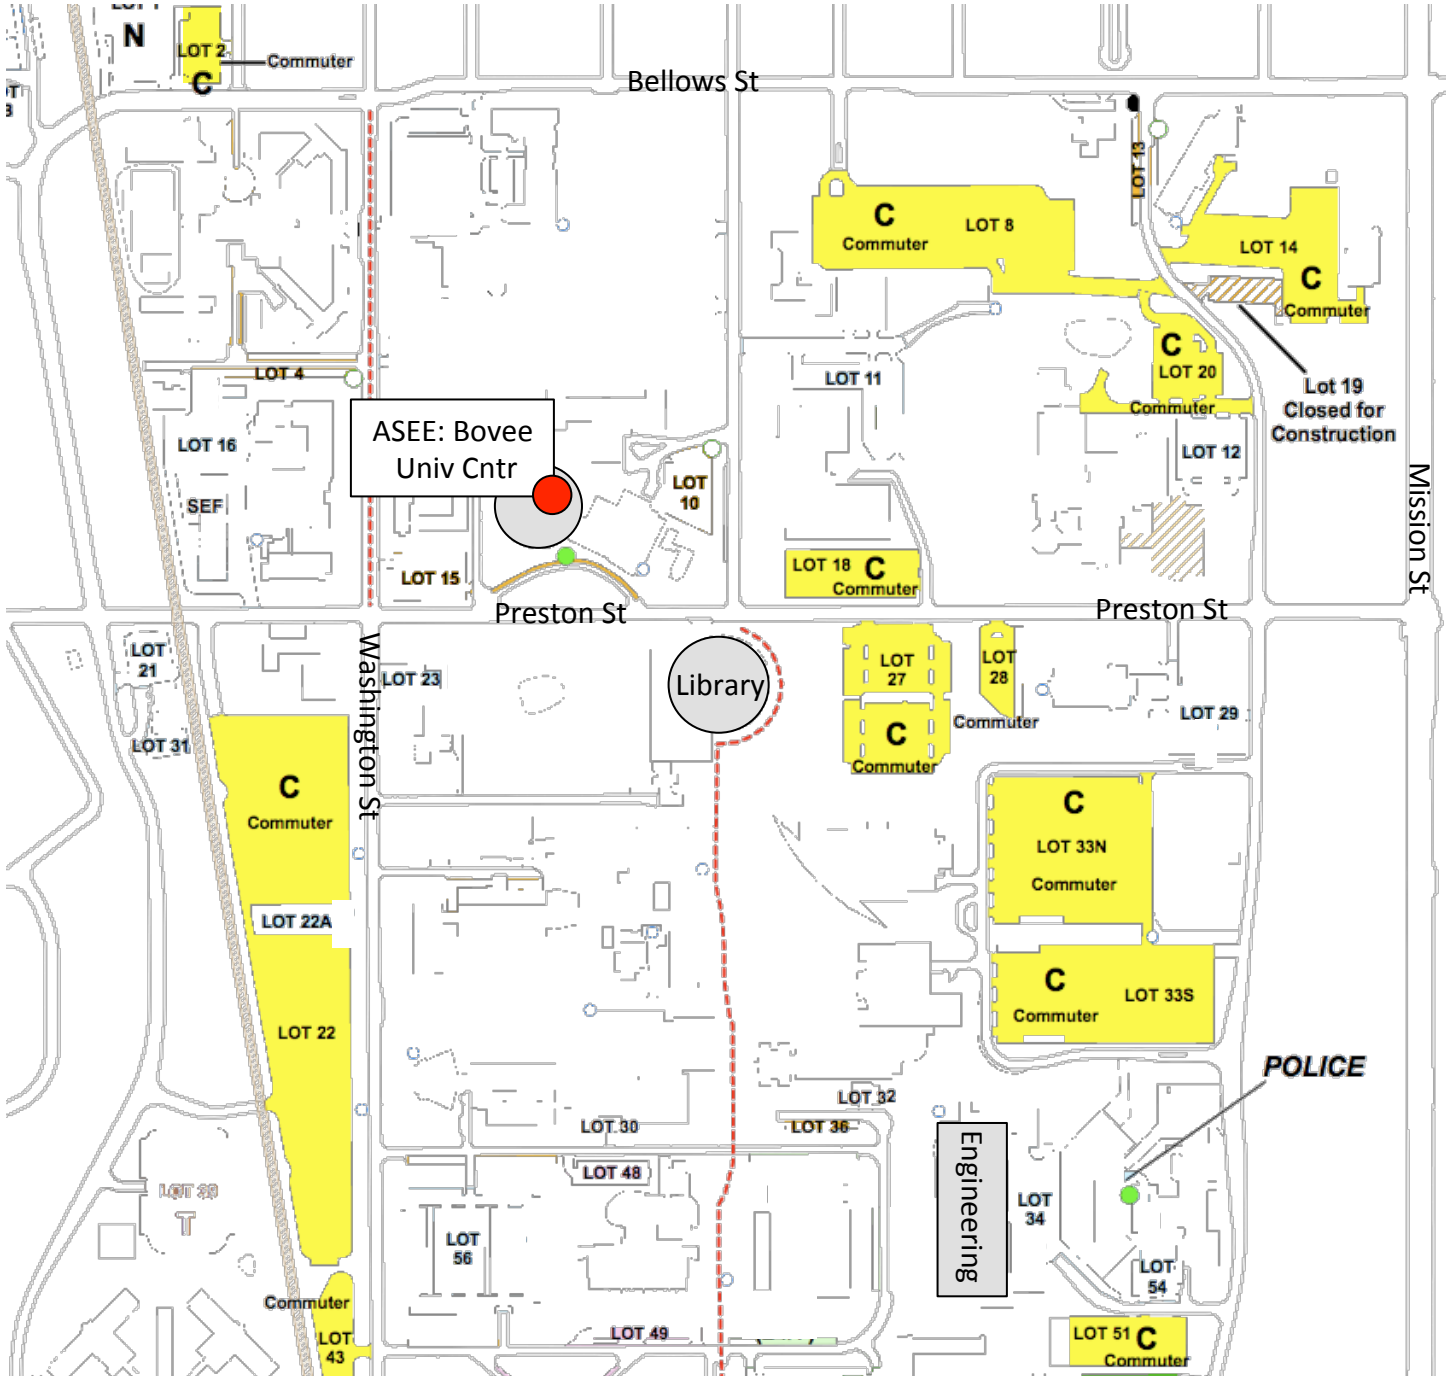 N
LOT 2
C
Commuter
Bellows St
LOT 13
C
Commuter
LOT 8
LOT 14
C
Commuter
C
LOT 20
Commuter
Lot 19
Closed for
Construction
LOT 4
LOT 11
ASEE: Bovee
Univ Cntr
LOT 16
SEF
LOT
10
LOT 12
Mission St
LOT 15
LOT 18
C
Commuter
Preston St
Preston St
LOT
21
Washington St
LOT 23
Library
LOT
27
C
Commuter
LOT
28
Commuter
LOT 29
LOT 31
C
Commuter
C
LOT 33N
Commuter
LOT 22A
LOT 22
C
LOT 33S
Commuter
POLICE
LOT 32
LOT 30
LOT 36
Engineering
LOT 48
LOT
34
T
LOT
56
LOT
54
Commuter
LOT
43
LOT 49
LOT 51
C
Commuter